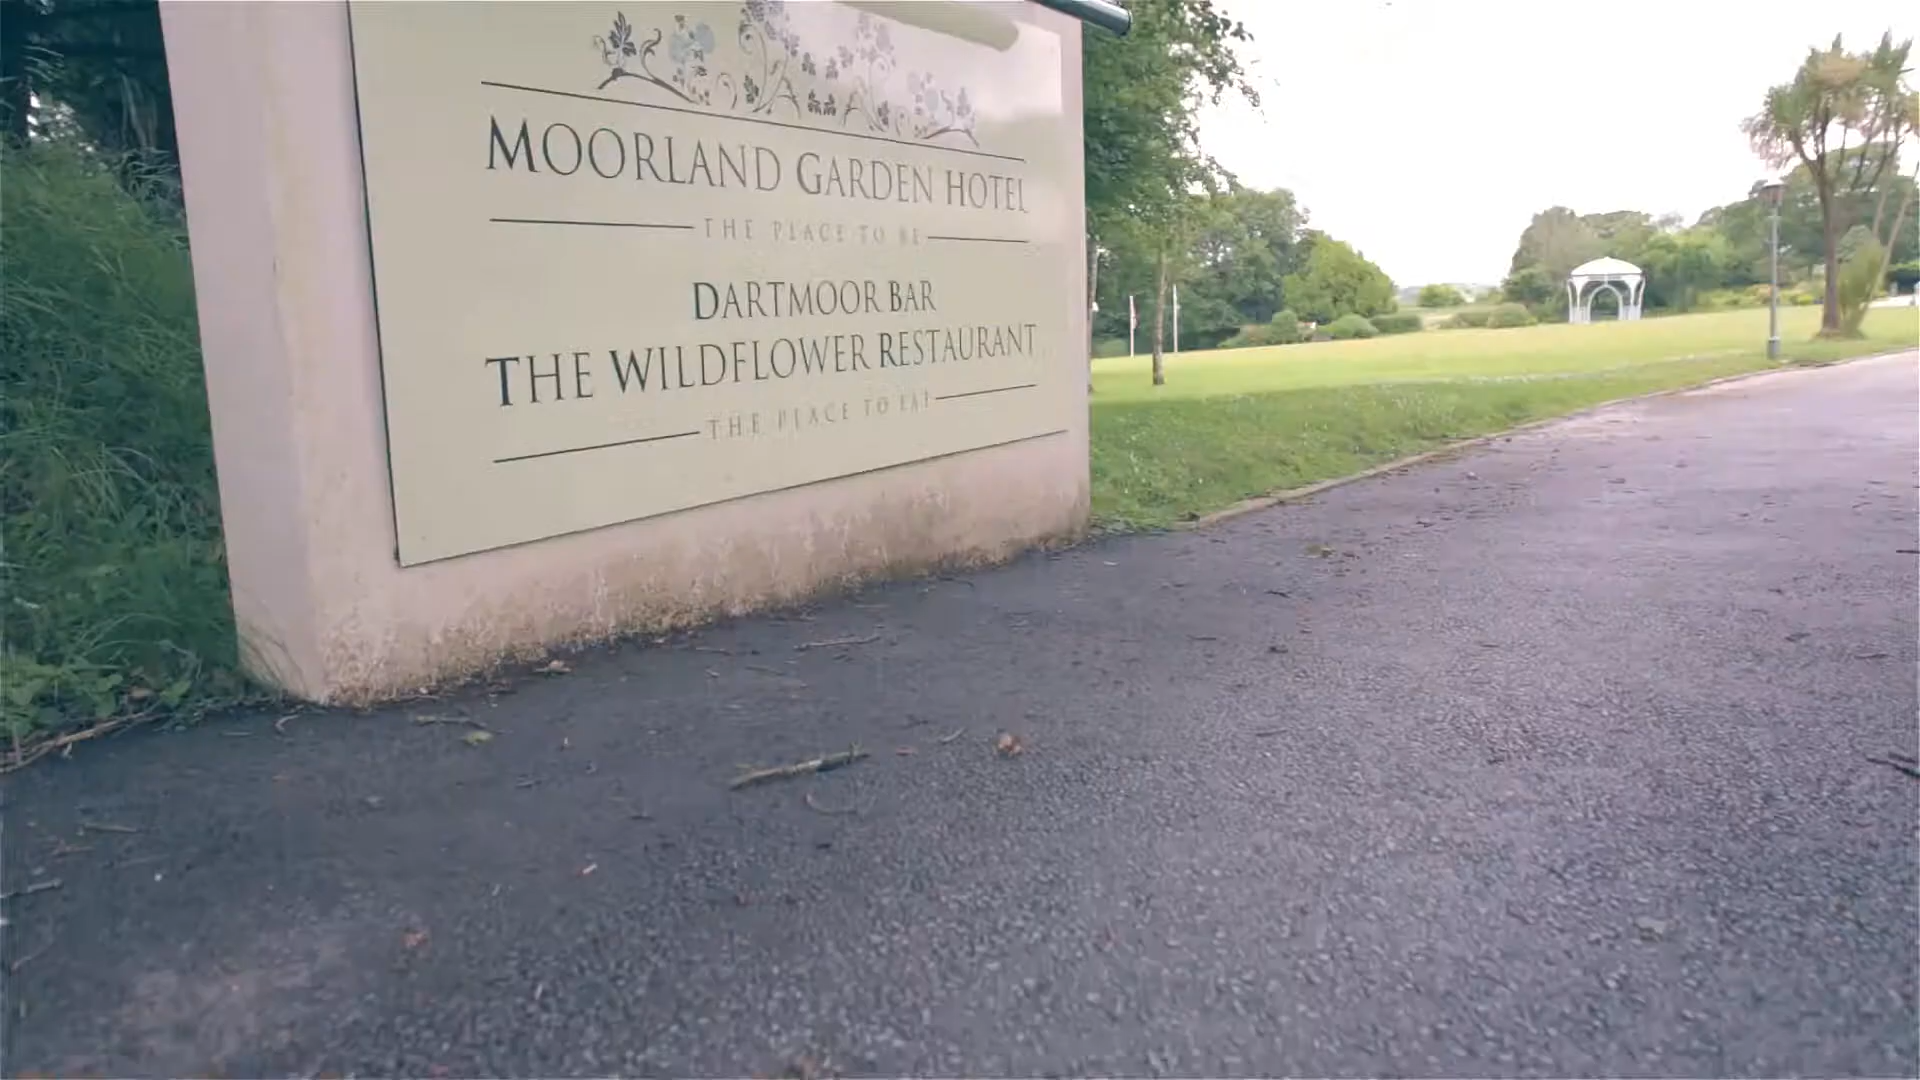 MOORLAND GARDEN HOTEL
THE PLACE TO BE
DARTMOOR BAR
THE WILDFLOWER RESTAURANT
THE PLACE TO EAT